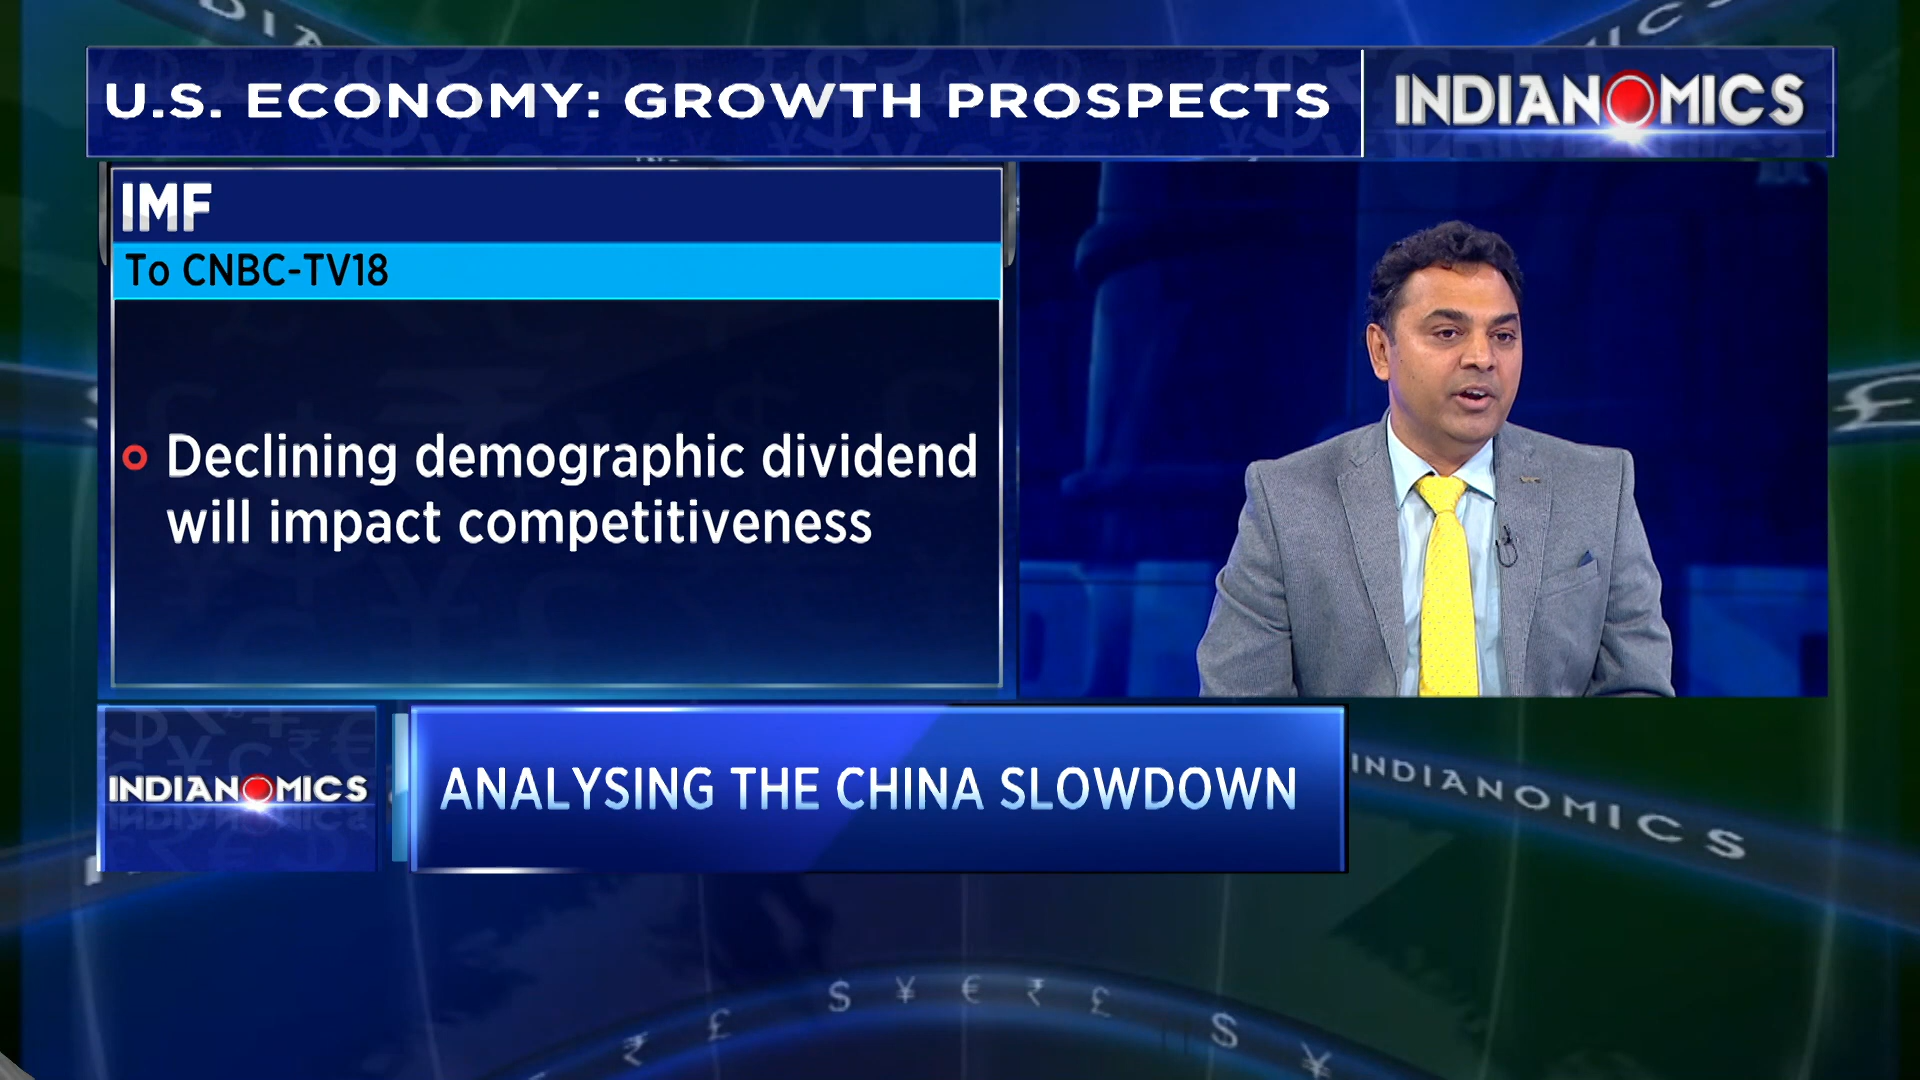 U.S. ECONOMY: GROWTH PROSPECTS
INDIANOMICS
IMF
To CNBC-TV18
Declining demographic dividend
will impact competitiveness
INDIANOMICS
ANALYSING THE CHINA SLOWDOWN
INDIANOMICS
$ ¥ € ₹ £